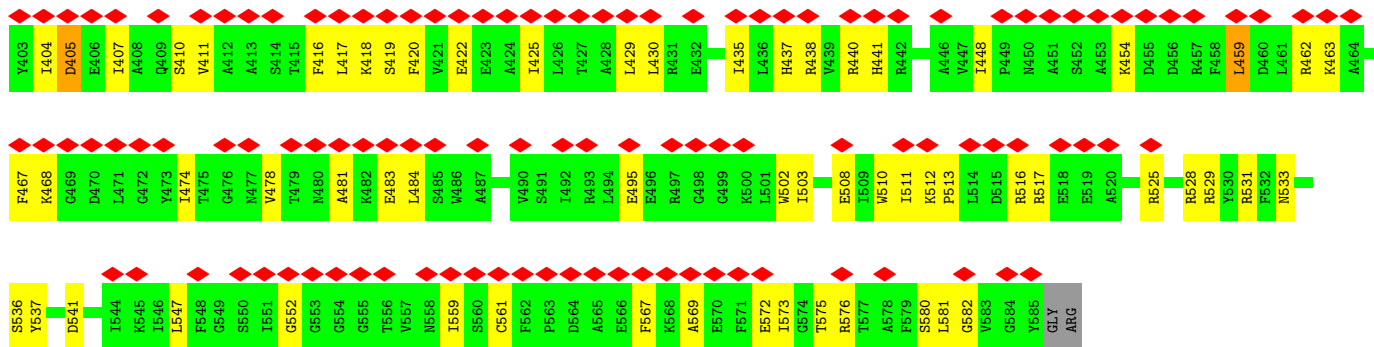 Y403 I404 D405 E406 I407 A408 Q409 S410 V411 A412 A413 S414 T415 F416 L417 K418 S419 F420 V421 E422 E423 A424 I425 L426 T427 A428 L429 L430 R431 E432 I435 L436 H437 R438 V439 R440 H441 R442 A446 V447 I448 P449 N450 A451 S452 A453 K454 D455 D456 R457 F458 L459 D460 L461 R462 K463 A464
F467 K468 G469 D470 L471 G472 Y473 I474 T475 G476 N477 V478 T479 N480 A481 K482 E483 L484 S485 W486 A487 V490 S491 I492 R493 L494 E495 E496 R497 G498 G499 K500 L501 W502 I503 E508 I509 W510 I511 K512 P513 L514 D515 R516 R517 E518 E519 A520 R525 R528 R529 Y530 R531 F532 N533
S536 Y537 D541 I544 K545 I546 L547 F548 G549 S550 I551 G552 G553 G554 G555 T556 V557 N558 I559 S560 C561 F562 P563 D564 A565 E566 F567 K568 A569 E570 F571 E572 I573 G574 T575 R576 T577 A578 F579 S580 L581 G582 V583 G584 Y585 GLY ARG